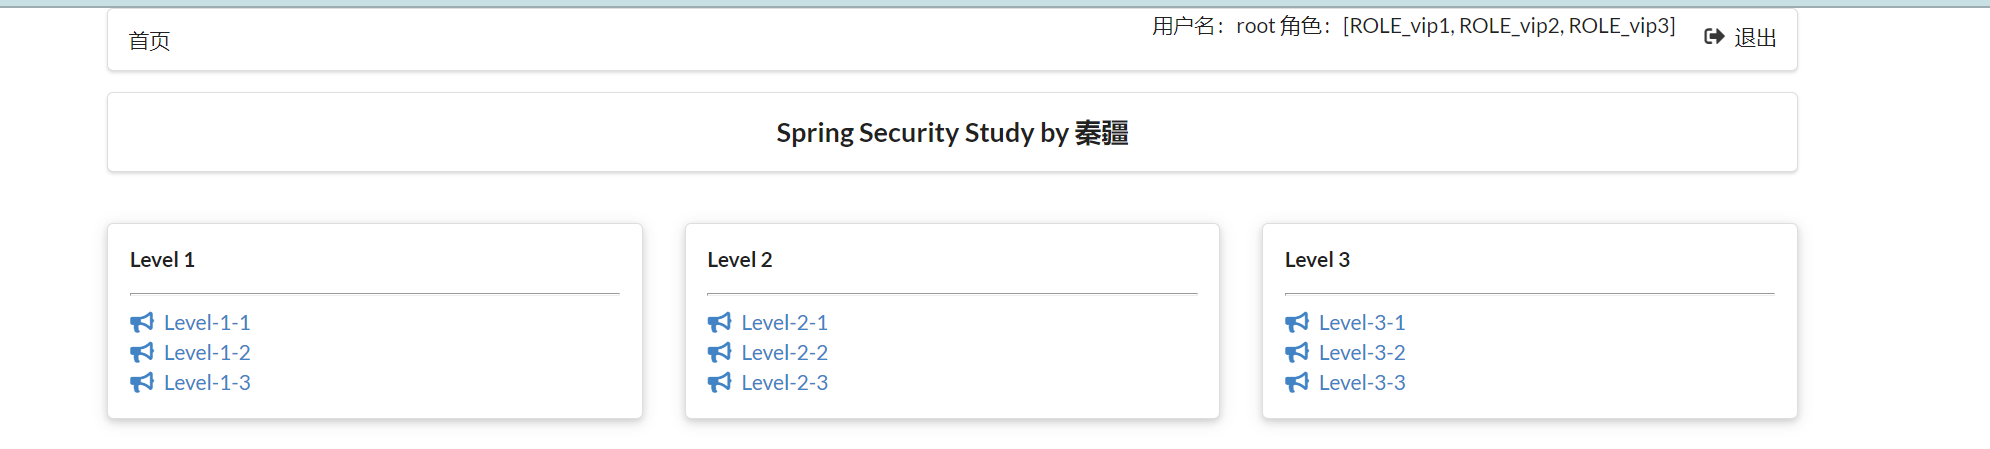 首页
用户名：root 角色：[ROLE_vip1, ROLE_vip2, ROLE_vip3]
退出
Spring Security Study by 秦疆
Level 1
Level-1-1
Level-1-2
Level-1-3
Level 2
Level-2-1
Level-2-2
Level-2-3
Level 3
Level-3-1
Level-3-2
Level-3-3